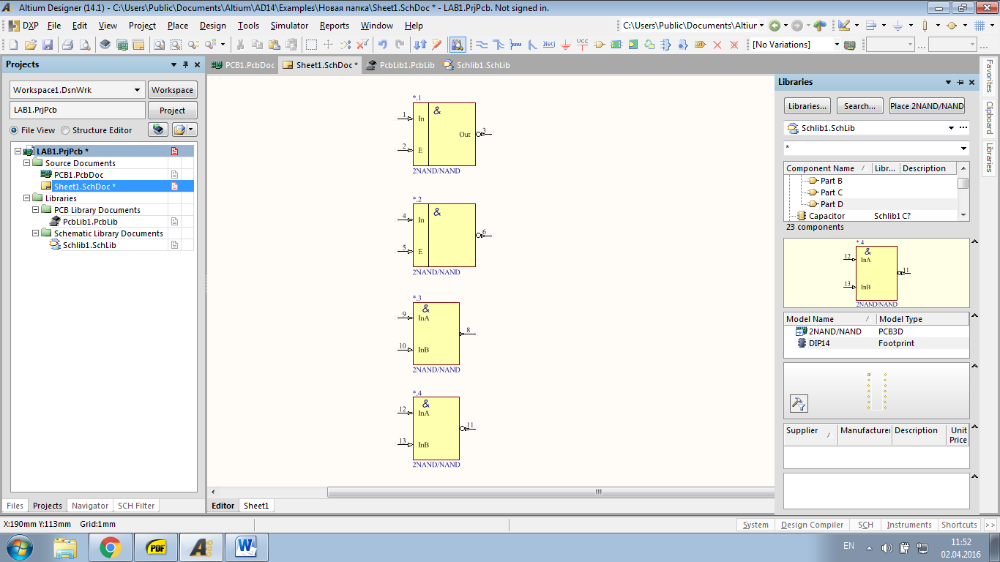 Altium Designer (14.1) - C:\Users\Public\Documents\Altium\AD14\Examples\Новая папка\Sheet1.SchDoc * - LAB1.PrjPcb. Not signed in.
DXP File Edit View Project Place Design Tools Simulator Reports Window Help C:\Users\Public\Documents\Altiur
Net Vcc [No Variations] ... ...
Projects
PCB1.PcbDoc Sheet1.SchDoc * PcbLib1.PcbLib Schlib1.SchLib
Workspace1.DsnWrk Workspace
LAB1.PrjPcb Project
File View Structure Editor
LAB1.PrjPcb *
Source Documents
PCB1.PcbDoc
Sheet1.SchDoc *
Libraries
PCB Library Documents
PcbLib1.PcbLib
Schematic Library Documents
Schlib1.SchLib
Files Projects Navigator SCH Filter
*.1
&
1 In
Out 3
2 E
2NAND/NAND
*.2
&
4 In
6
5 E
2NAND/NAND
*.3
&
9 InA
8
10 InB
2NAND/NAND
*.4
&
12 InA
11
13 InB
2NAND/NAND
Editor Sheet1
Libraries
Libraries... Search... Place 2NAND/NAND
Schlib1.SchLib ...
*
Component Name Libr... Description
Part B
Part C
Part D
Capacitor Schlib1 C?
23 components
*.4
&
12 InA
11
13 InB
2NAND/NAND
Model Name Model Type
2NAND/NAND PCB3D
DIP14 Footprint
Supplier Manufacturer Description Unit Price
Favorites
Clipboard
Libraries
X:190mm Y:113mm Grid:1mm
System Design Compiler SCH Instruments Shortcuts >>
PDF
EN
11:52
02.04.2016